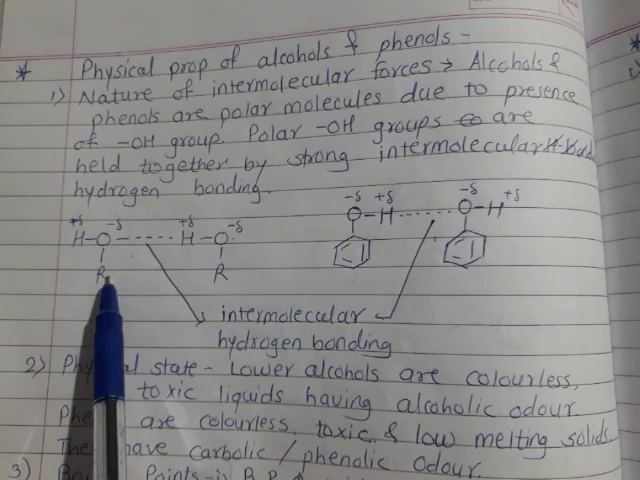 * Physical prop of alcohols & phenols -
1) Nature of intermolecular forces → Alcohols &
phenols are polar molecules due to presence
of -OH group. Polar -OH groups are
held together by strong intermolecular
hydrogen bonding.
+δ -δ +δ -δ
H-O------H-O
R R
-δ +δ -δ +δ
O-H------O-H
intermolecular
hydrogen bonding
2) state - Lower alcohols are colourless,
toxic liquids having alcoholic odour
are colourless, toxic & low melting solids.
have carbolic / phenolic odour.
3) Points - i) B.P.